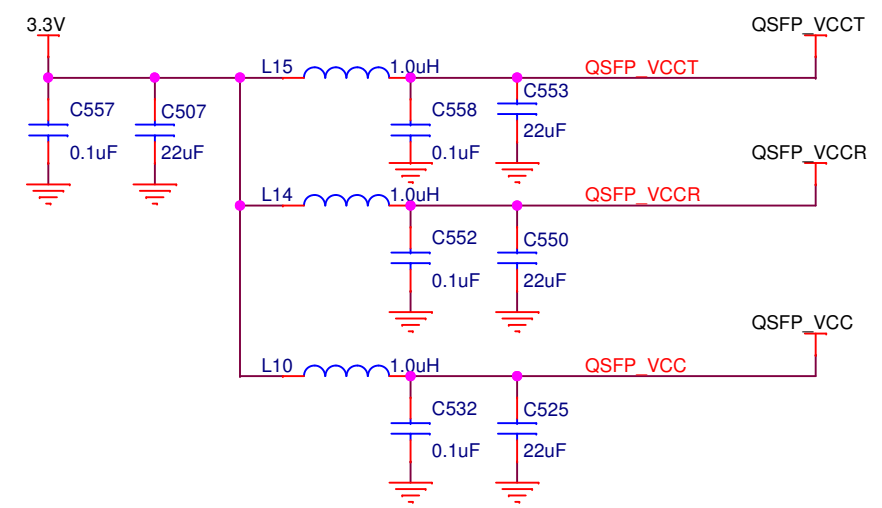 3.3V
QSFP_VCCT
L15
1.0uH
QSFP_VCCT
C557
C507
C558
C553
0.1uF
22uF
0.1uF
22uF
QSFP_VCCR
L14
1.0uH
QSFP_VCCR
C552
C550
0.1uF
22uF
QSFP_VCC
L10
1.0uH
QSFP_VCC
C532
C525
0.1uF
22uF